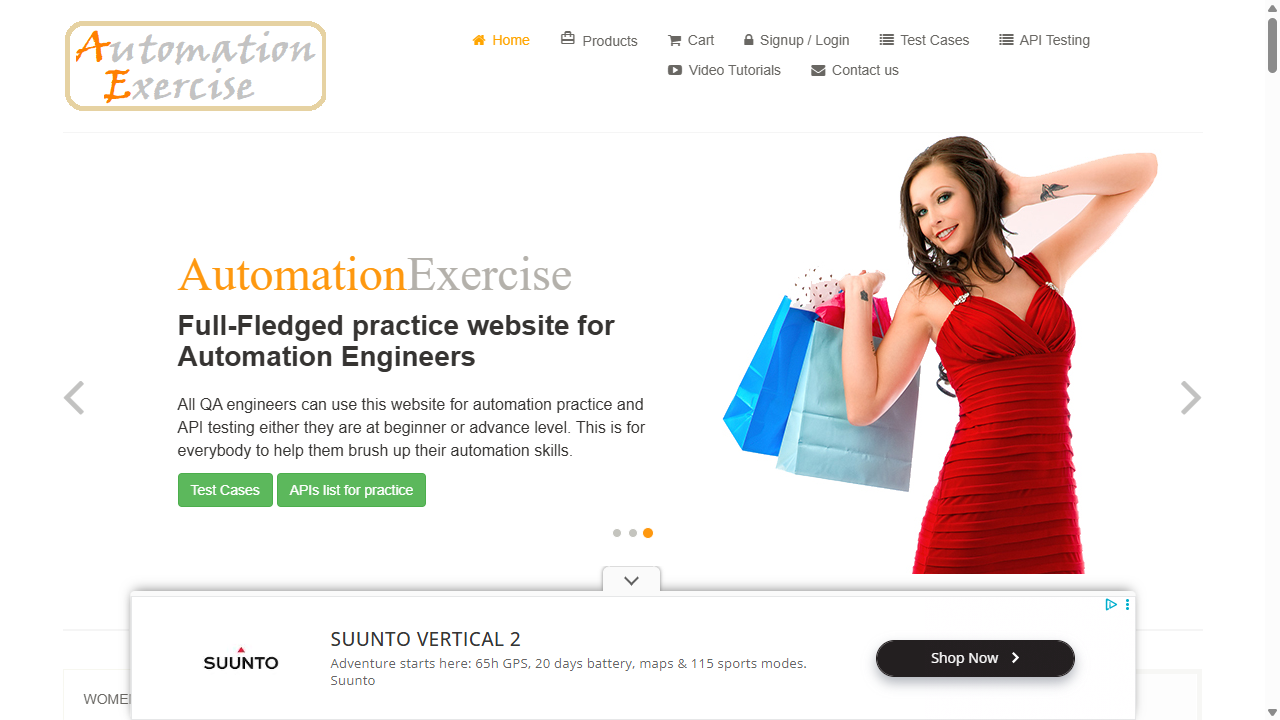 Automation
Exercise
Home
Products
Cart
Signup / Login
Test Cases
API Testing
Video Tutorials
Contact us
AutomationExercise
Full-Fledged practice website for
Automation Engineers
All QA engineers can use this website for automation practice and
API testing either they are at beginner or advance level. This is for
everybody to help them brush up their automation skills.
Test Cases
APIs list for practice
SUUNTO
SUUNTO VERTICAL 2
Adventure starts here: 65h GPS, 20 days battery, maps & 115 sports modes.
Suunto
Shop Now